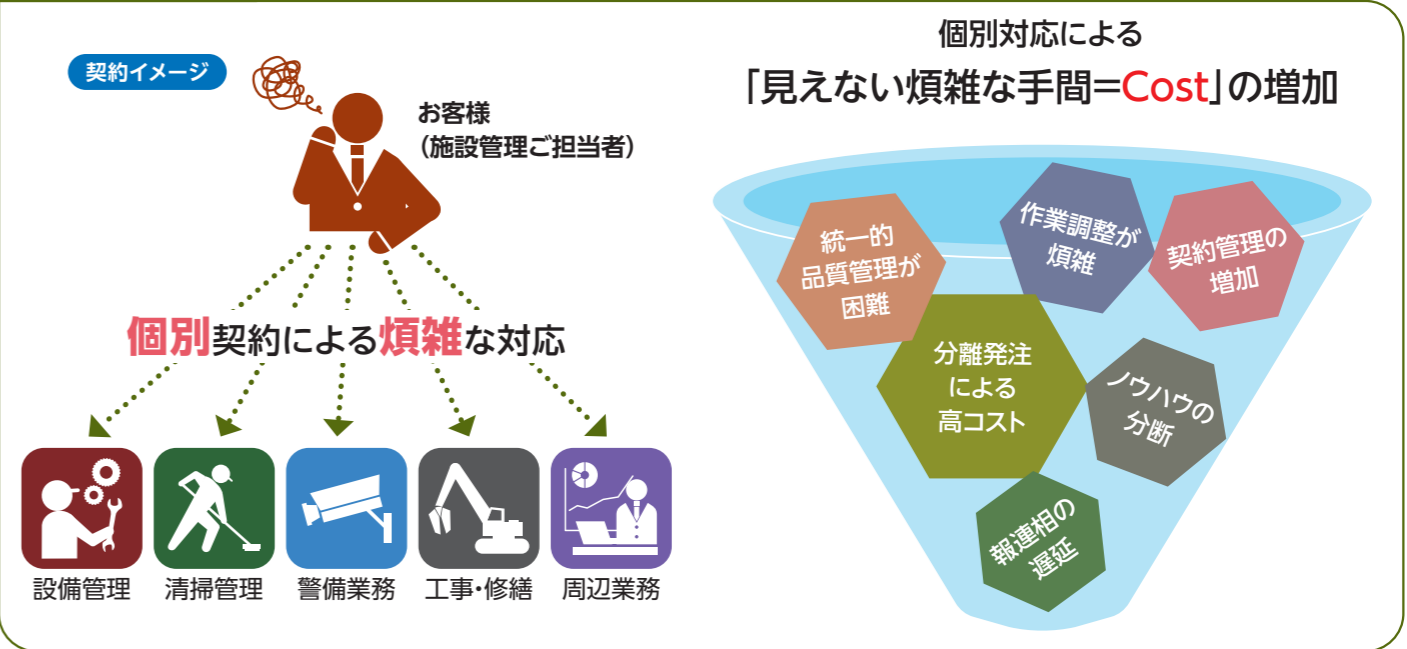 契約イメージ
お客様
（施設管理ご担当者）
個別契約による煩雑な対応
設備管理
清掃管理
警備業務
工事・修繕
周辺業務
個別対応による
「見えない煩雑な手間＝Cost」の増加
統一的
品質管理が
困難
作業調整が
煩雑
契約管理の
増加
分離発注
による
高コスト
ノウハウの
分断
報連相の
遅延